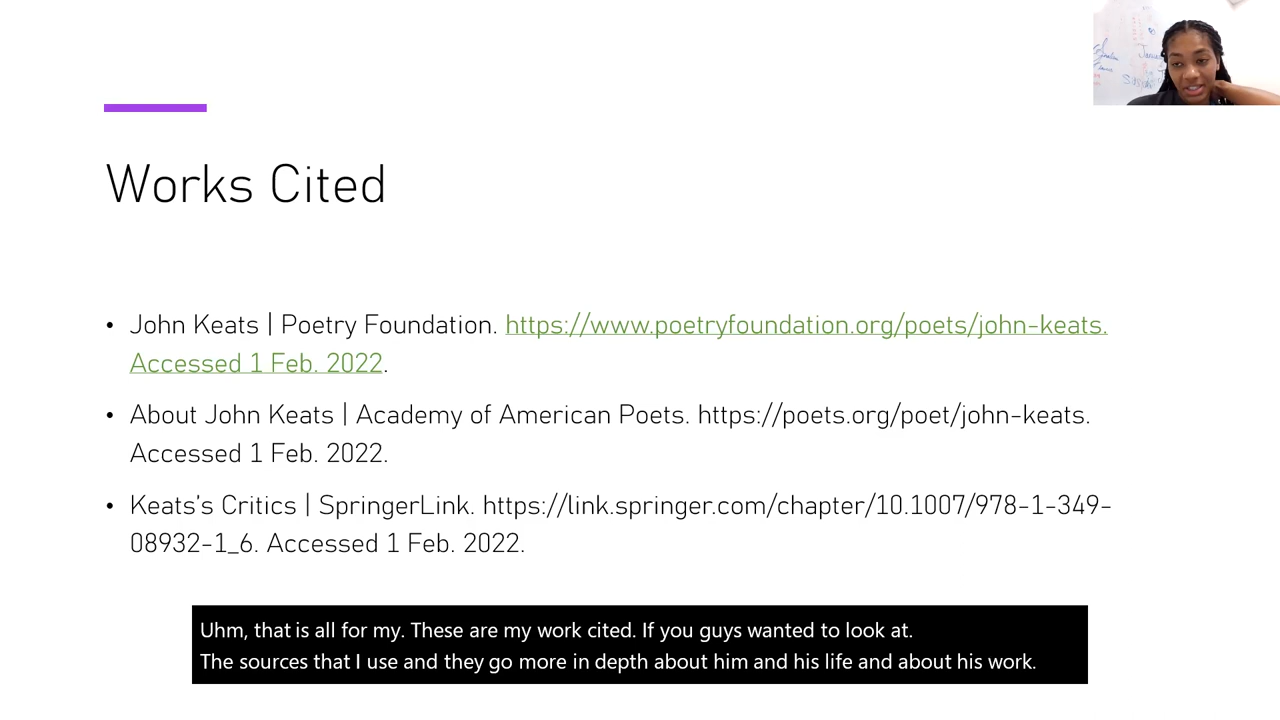 Works Cited
• John Keats | Poetry Foundation. https://www.poetryfoundation.org/poets/john-keats.
Accessed 1 Feb. 2022.
• About John Keats | Academy of American Poets. https://poets.org/poet/john-keats.
Accessed 1 Feb. 2022.
• Keats's Critics | SpringerLink. https://link.springer.com/chapter/10.1007/978-1-349-
08932-1_6. Accessed 1 Feb. 2022.
Uhm, that is all for my. These are my work cited. If you guys wanted to look at.
The sources that I use and they go more in depth about him and his life and about his work.